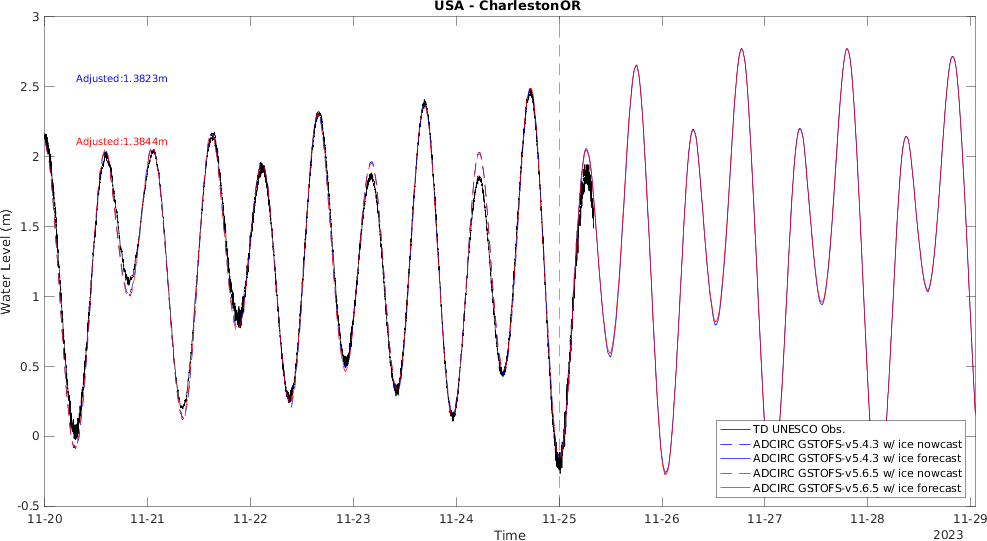 USA - CharlestonOR
3
2.5
2
1.5
1
0.5
0
-0.5
Water Level (m)
Adjusted:1.3823m
Adjusted:1.3844m
TD UNESCO Obs.
ADCIRC GSTOFS-v5.4.3 w/ ice nowcast
ADCIRC GSTOFS-v5.4.3 w/ ice forecast
ADCIRC GSTOFS-v5.6.5 w/ ice nowcast
ADCIRC GSTOFS-v5.6.5 w/ ice forecast
11-20 11-21 11-22 11-23 11-24 11-25 11-26 11-27 11-28 11-29
Time
2023